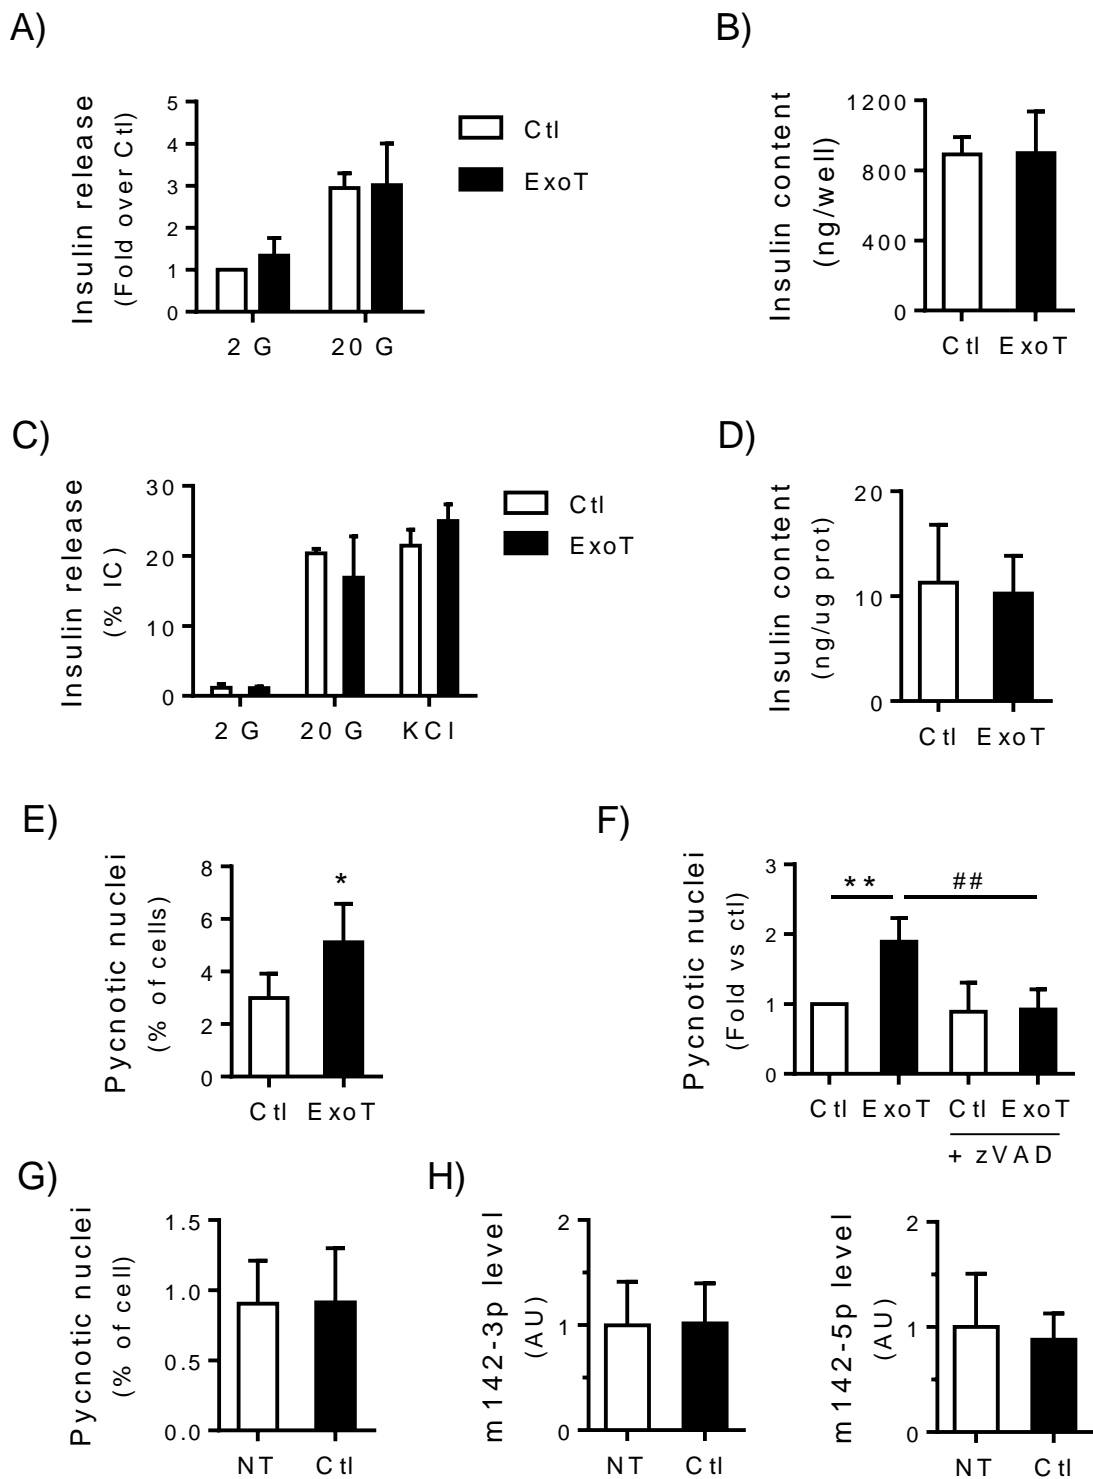 A)
Insulin release
(Fold over Ctl)
5
4
3
2
1
0
2 G
20 G
Ctl
ExoT
B)
Insulin content
(ng/well)
1200
800
400
0
Ctl
ExoT
C)
Insulin release
(% IC)
30
20
10
0
2 G
20 G
KCl
Ctl
ExoT
D)
Insulin content
(ng/ug prot)
20
10
0
Ctl
ExoT
E)
Pycnotic nuclei
(% of cells)
8
6
4
2
0
*
Ctl
ExoT
F)
Pycnotic nuclei
(Fold vs ctl)
3
2
1
0
**
##
Ctl
ExoT
Ctl
ExoT
+ zVAD
G)
Pycnotic nuclei
(% of cell)
1.5
1.0
0.5
0.0
NT
Ctl
H)
m142-3p level
(AU)
2
1
0
NT
Ctl
m142-5p level
(AU)
2
1
0
NT
Ctl